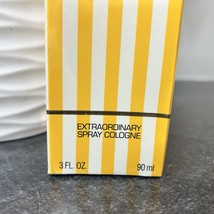 EXTRAORDINARY
SPRAY COLOGNE
3 FL. OZ. 90 ml